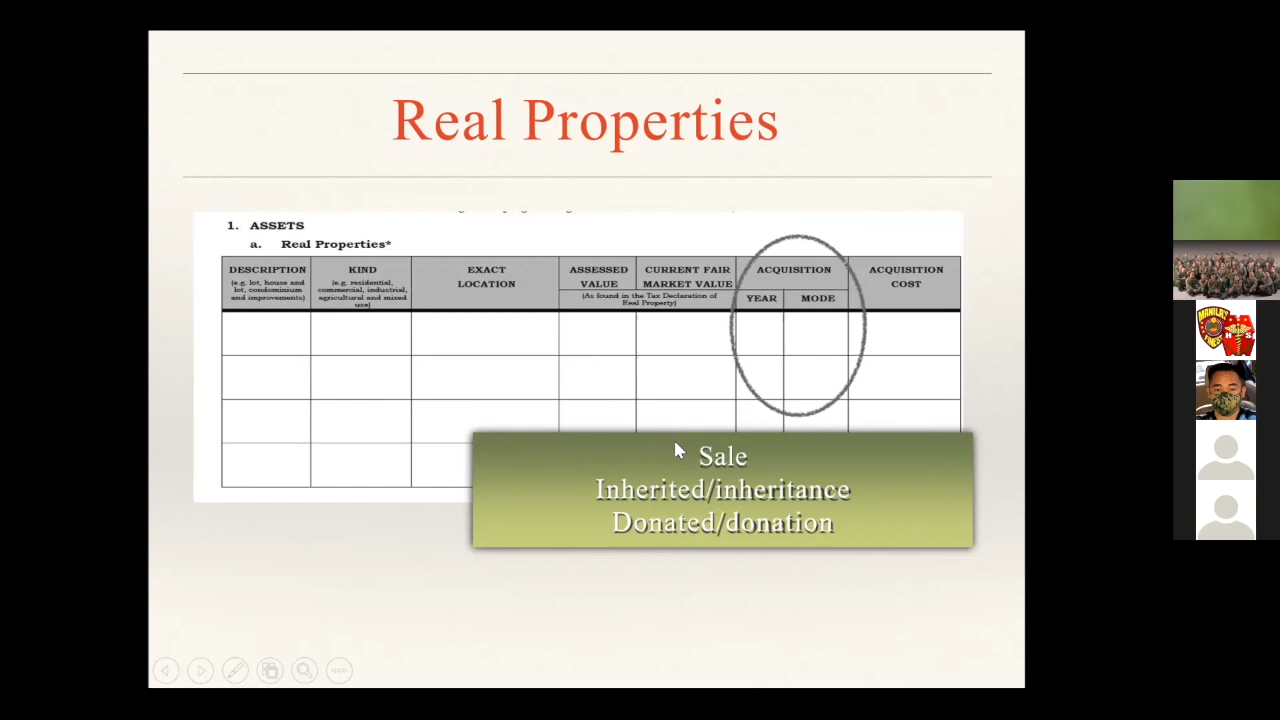 Real Properties
1. ASSETS
a. Real Properties*
DESCRIPTION
(e.g. lot, house and
lot, condominium
and improvements)
KIND
(e.g. residential,
commercial, industrial,
agricultural and mixed
use)
EXACT
LOCATION
ASSESSED
VALUE
CURRENT FAIR
MARKET VALUE
(As found in the Tax Declaration of
Real Property)
ACQUISITION
YEAR
MODE
ACQUISITION
COST
Sale
Inherited/inheritance
Donated/donation
MANILA'S
FINEST